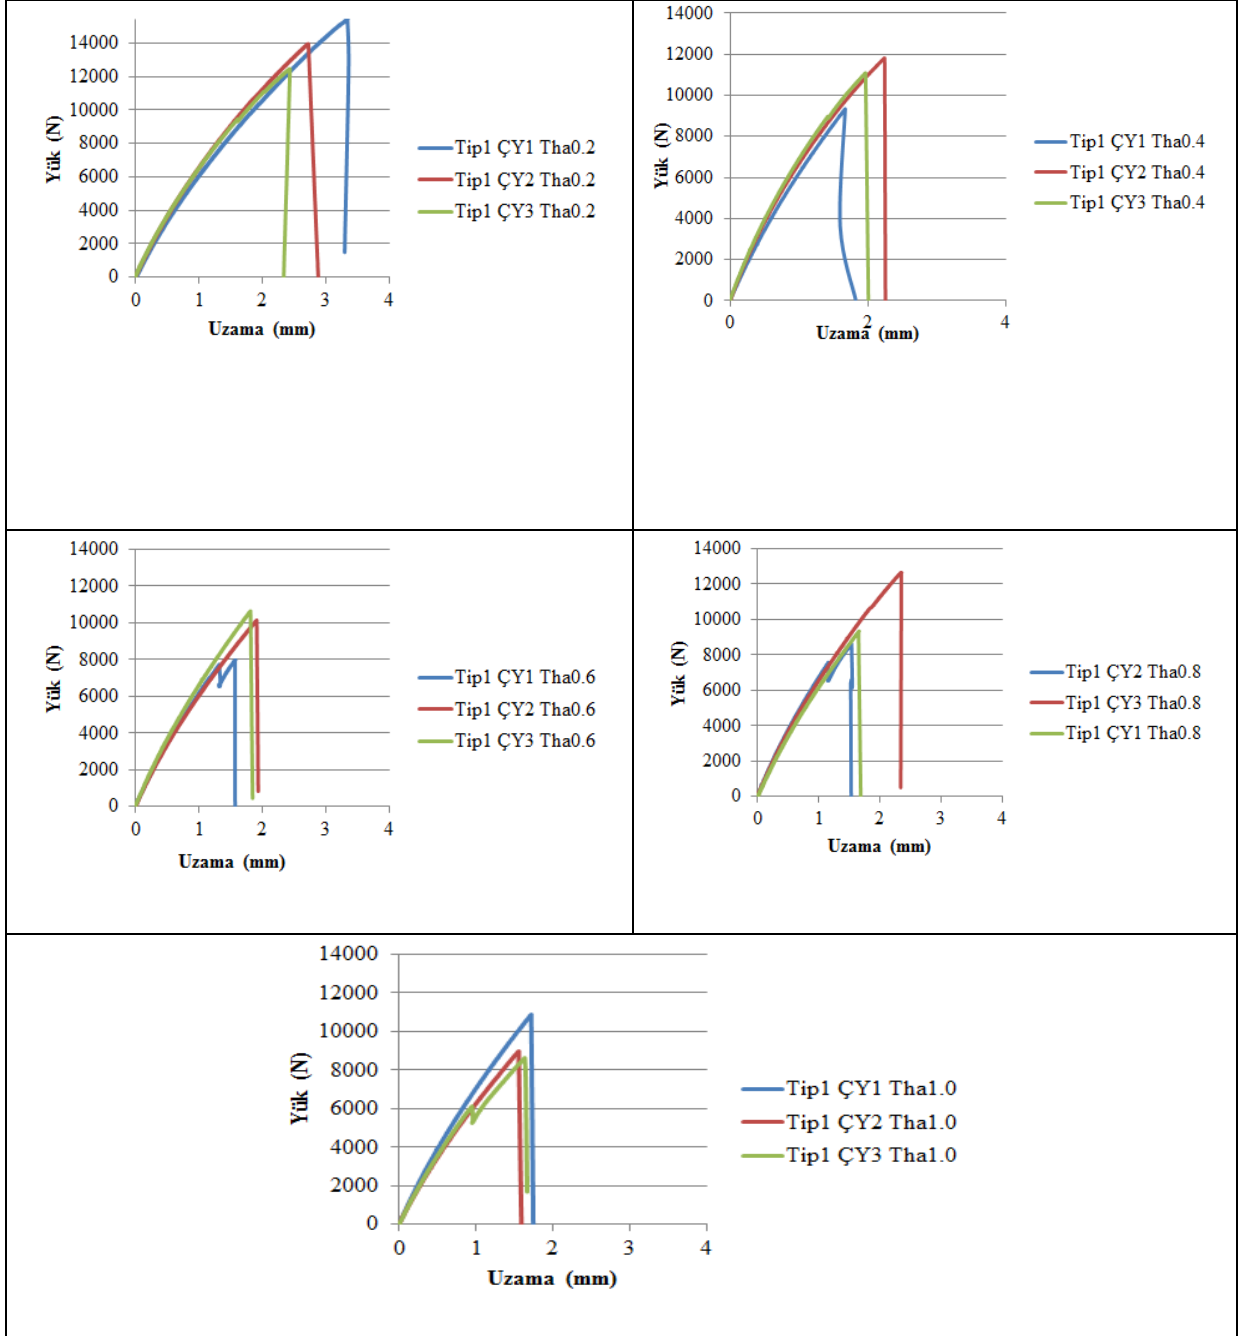 14000
12000
10000
8000
6000
4000
2000
0
Yük (N)
0 1 2 3 4
Uzama (mm)
Tip1 ÇY1 Tha0.2
Tip1 ÇY2 Tha0.2
Tip1 ÇY3 Tha0.2
14000
12000
10000
8000
6000
4000
2000
0
Yük (N)
0 2 4
Uzama (mm)
Tip1 ÇY1 Tha0.4
Tip1 ÇY2 Tha0.4
Tip1 ÇY3 Tha0.4
14000
12000
10000
8000
6000
4000
2000
0
Yük (N)
0 1 2 3 4
Uzama (mm)
Tip1 ÇY1 Tha0.6
Tip1 ÇY2 Tha0.6
Tip1 ÇY3 Tha0.6
14000
12000
10000
8000
6000
4000
2000
0
Yük (N)
0 1 2 3 4
Uzama (mm)
Tip1 ÇY2 Tha0.8
Tip1 ÇY3 Tha0.8
Tip1 ÇY1 Tha0.8
14000
12000
10000
8000
6000
4000
2000
0
Yük (N)
0 1 2 3 4
Uzama (mm)
Tip1 ÇY1 Tha1.0
Tip1 ÇY2 Tha1.0
Tip1 ÇY3 Tha1.0